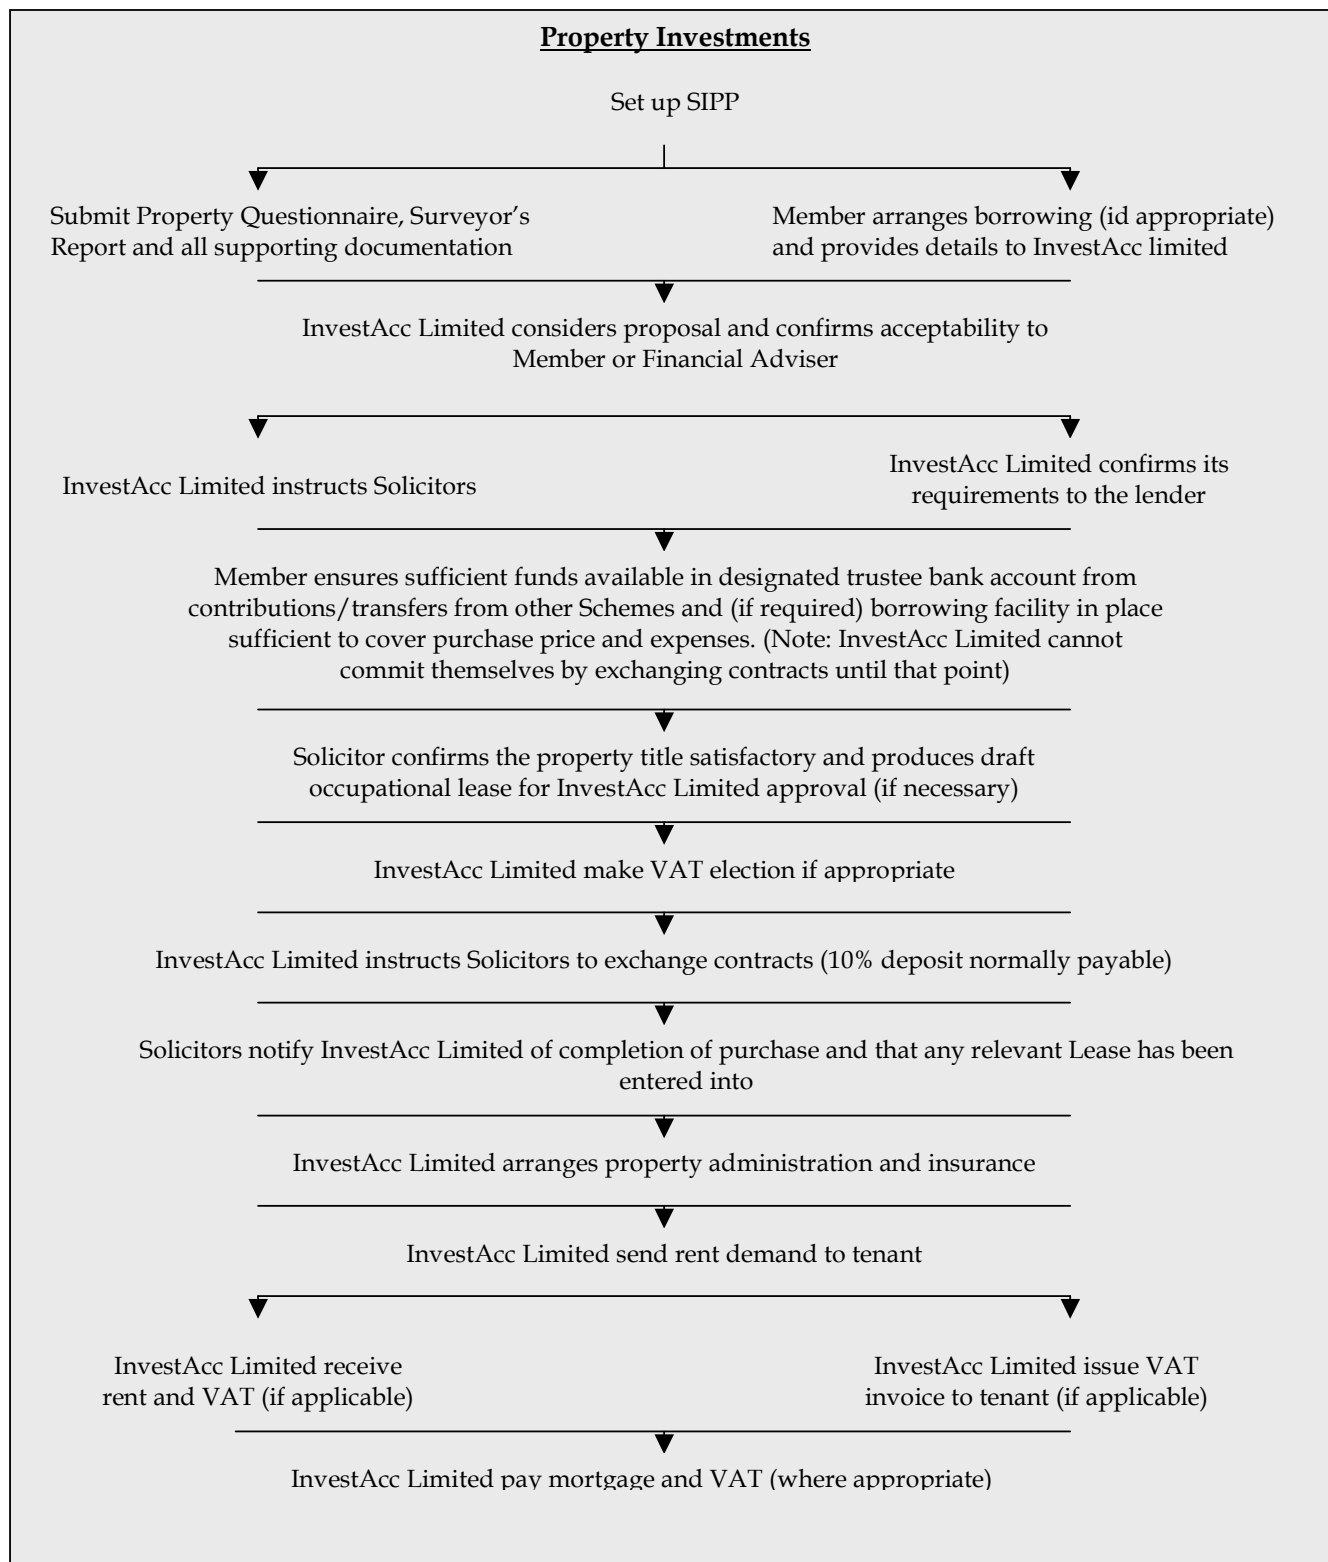 Property Investments
Set up SIPP
Submit Property Questionnaire, Surveyor’s
Report and all supporting documentation
Member arranges borrowing (id appropriate)
and provides details to InvestAcc limited
InvestAcc Limited considers proposal and confirms acceptability to
Member or Financial Adviser
InvestAcc Limited instructs Solicitors
InvestAcc Limited confirms its
requirements to the lender
Member ensures sufficient funds available in designated trustee bank account from
contributions/transfers from other Schemes and (if required) borrowing facility in place
sufficient to cover purchase price and expenses. (Note: InvestAcc Limited cannot
commit themselves by exchanging contracts until that point)
Solicitor confirms the property title satisfactory and produces draft
occupational lease for InvestAcc Limited approval (if necessary)
InvestAcc Limited make VAT election if appropriate
InvestAcc Limited instructs Solicitors to exchange contracts (10% deposit normally payable)
Solicitors notify InvestAcc Limited of completion of purchase and that any relevant Lease has been
entered into
InvestAcc Limited arranges property administration and insurance
InvestAcc Limited send rent demand to tenant
InvestAcc Limited receive
rent and VAT (if applicable)
InvestAcc Limited issue VAT
invoice to tenant (if applicable)
InvestAcc Limited pay mortgage and VAT (where appropriate)